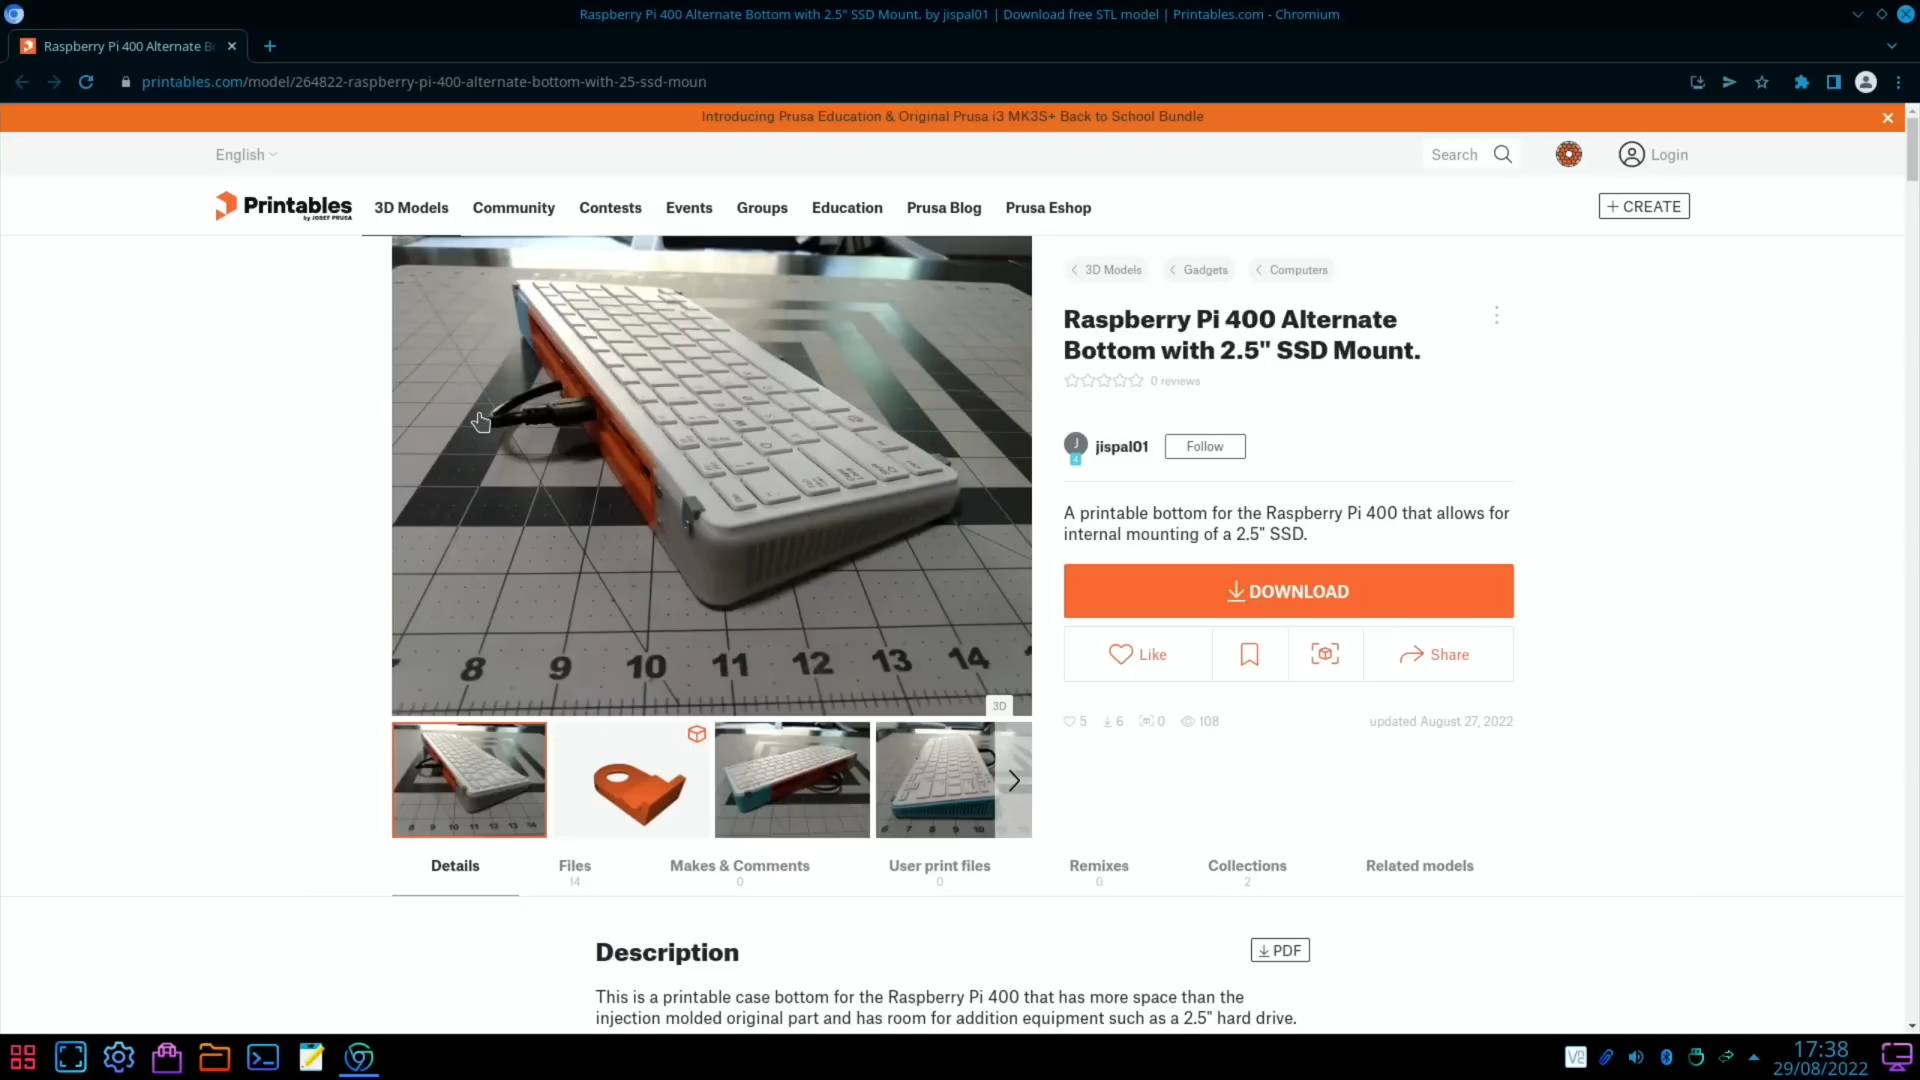 Raspberry Pi 400 Alternate Bottom with 2.5" SSD Mount. by jispal01 | Download free STL model | Printables.com - Chromium
Raspberry Pi 400 Alternate Bo
printables.com/model/264822-raspberry-pi-400-alternate-bottom-with-25-ssd-moun
Introducing Prusa Education & Original Prusa i3 MK3S+ Back to School Bundle
English
Search
Login
Printables
by JOSEF PRUSA
3D Models
Community
Contests
Events
Groups
Education
Prusa Blog
Prusa Eshop
+ CREATE
3D Models
Gadgets
Computers
Raspberry Pi 400 Alternate
Bottom with 2.5" SSD Mount.
0 reviews
J
4
jispal01
Follow
A printable bottom for the Raspberry Pi 400 that allows for
internal mounting of a 2.5" SSD.
DOWNLOAD
Like
Share
5
6
0
108
updated August 27, 2022
8 9 10 11 12 13 14
3D
Details
Files
14
Makes & Comments
0
User print files
0
Remixes
0
Collections
2
Related models
Description
PDF
This is a printable case bottom for the Raspberry Pi 400 that has more space than the
injection molded original part and has room for addition equipment such as a 2.5" hard drive.
17:38
29/08/2022